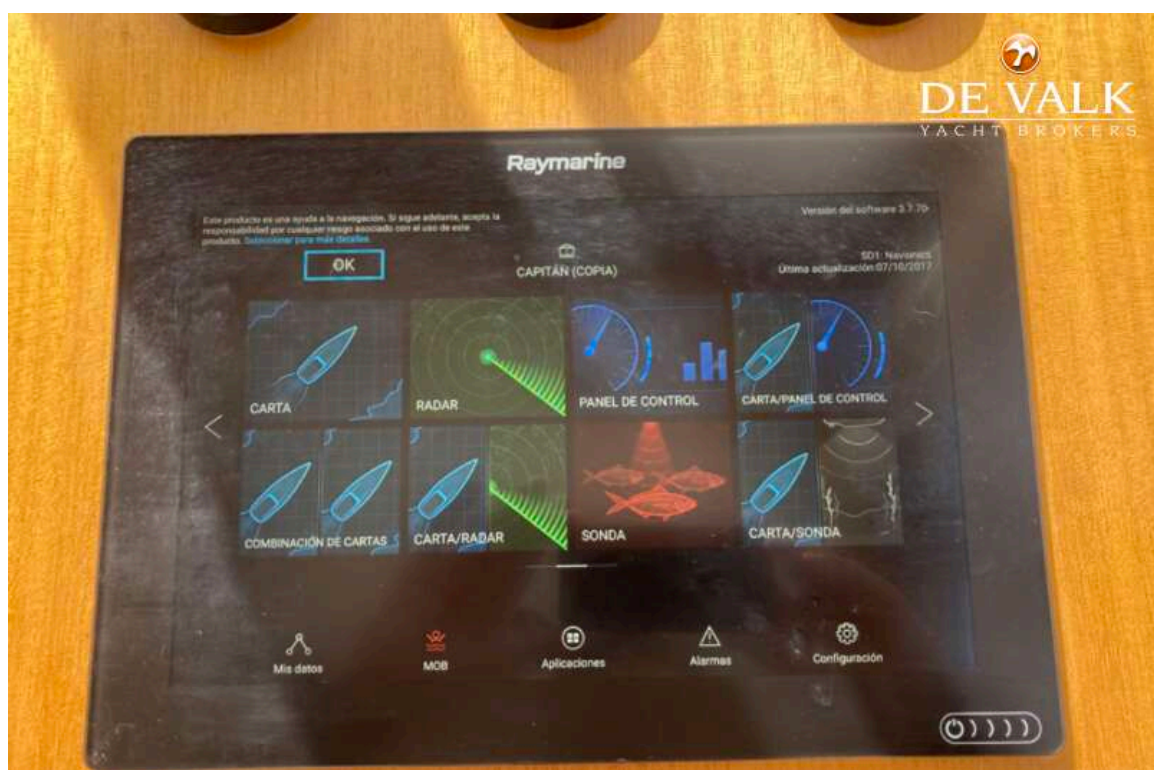 DE VALK
YACHT BROKERS
Raymarine
Este producto es una ayuda a la navegación. Si sigue adelante, acepta la
responsabilidad por cualquier riesgo asociado con el uso de este
producto. Seleccionar para más detalles.
OK
CAPITÁN (COPIA)
Versión del software 3.7.70
SD1: Navionics
Última actualización:07/10/2017
CARTA
RADAR
PANEL DE CONTROL
CARTA/PANEL DE CONTROL
COMBINACIÓN DE CARTAS
CARTA/RADAR
SONDA
CARTA/SONDA
Mis datos
MOB
Aplicaciones
Alarmas
Configuración